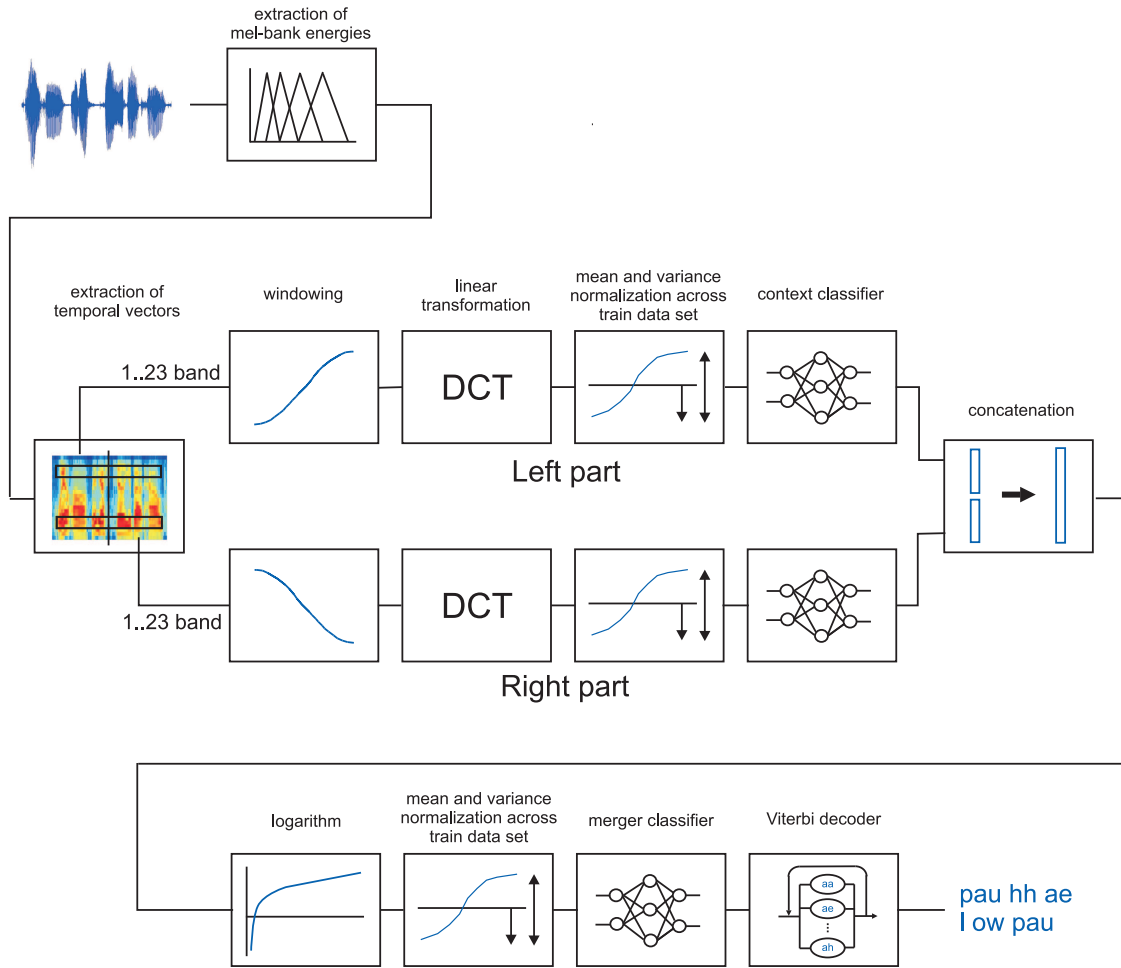 extraction of
mel-bank energies
extraction of
temporal vectors
windowing
linear
transformation
mean and variance
normalization across
train data set
context classifier
1..23 band
DCT
concatenation
Left part
1..23 band
DCT
Right part
logarithm
mean and variance
normalization across
train data set
merger classifier
Viterbi decoder
aa
ae
ah
pau hh ae
l ow pau